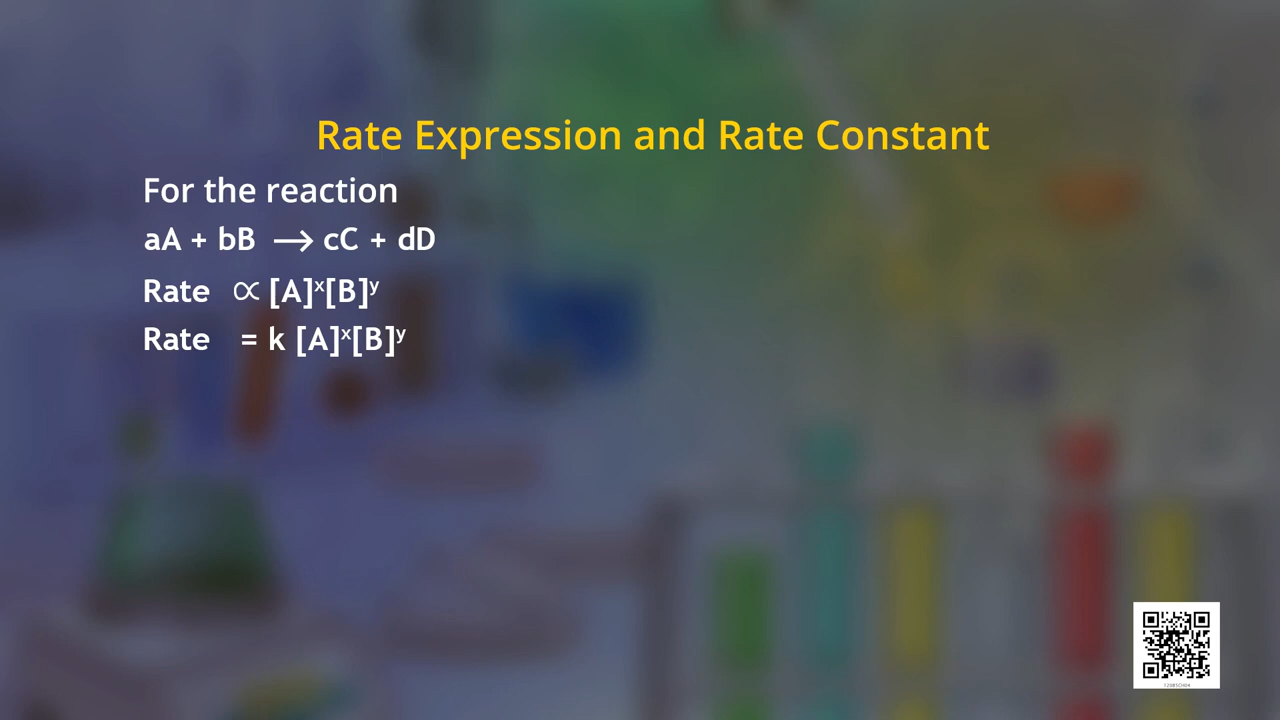 Rate Expression and Rate Constant
For the reaction
aA + bB ⟶ cC + dD
Rate ∝ [A]ˣ[B]ʸ
Rate = k [A]ˣ[B]ʸ